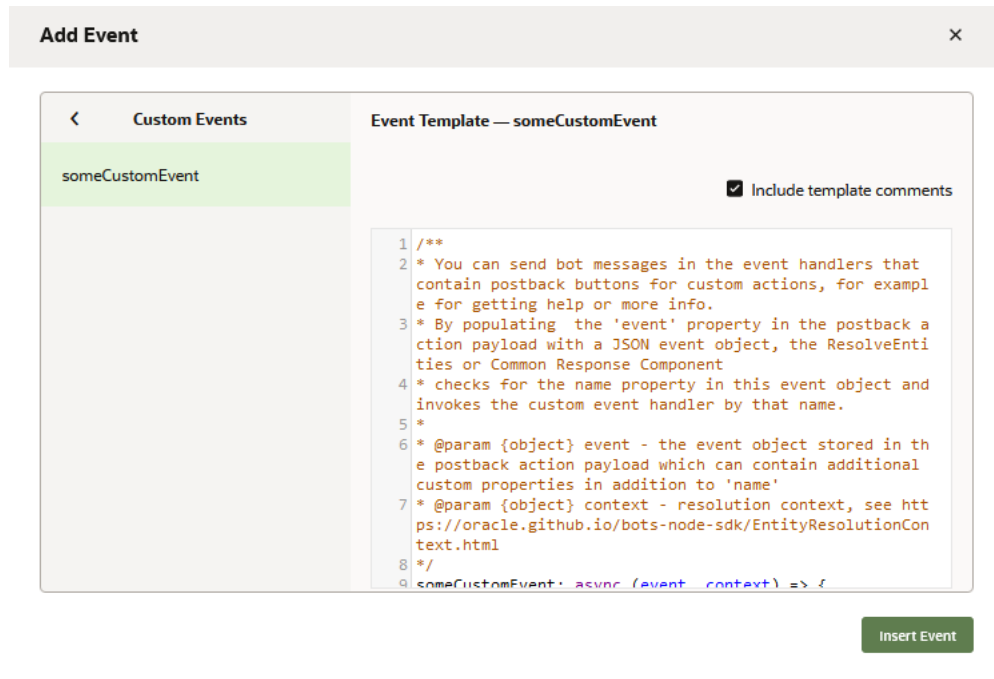 Add Event
Custom Events
someCustomEvent
Event Template — someCustomEvent
Include template comments
1 /**
2 * You can send bot messages in the event handlers that
contain postback buttons for custom actions, for exampl
e for getting help or more info.
3 * By populating  the 'event' property in the postback a
ction payload with a JSON event object, the ResolveEnti
ties or Common Response Component
4 * checks for the name property in this event object and
invokes the custom event handler by that name.
5 *
6 * @param {object} event - the event object stored in th
e postback action payload which can contain additional
custom properties in addition to 'name'
7 * @param {object} context - resolution context, see htt
ps://oracle.github.io/bots-node-sdk/EntityResolutionCon
text.html
8 */
9 someCustomEvent: async (event, context) => {
Insert Event